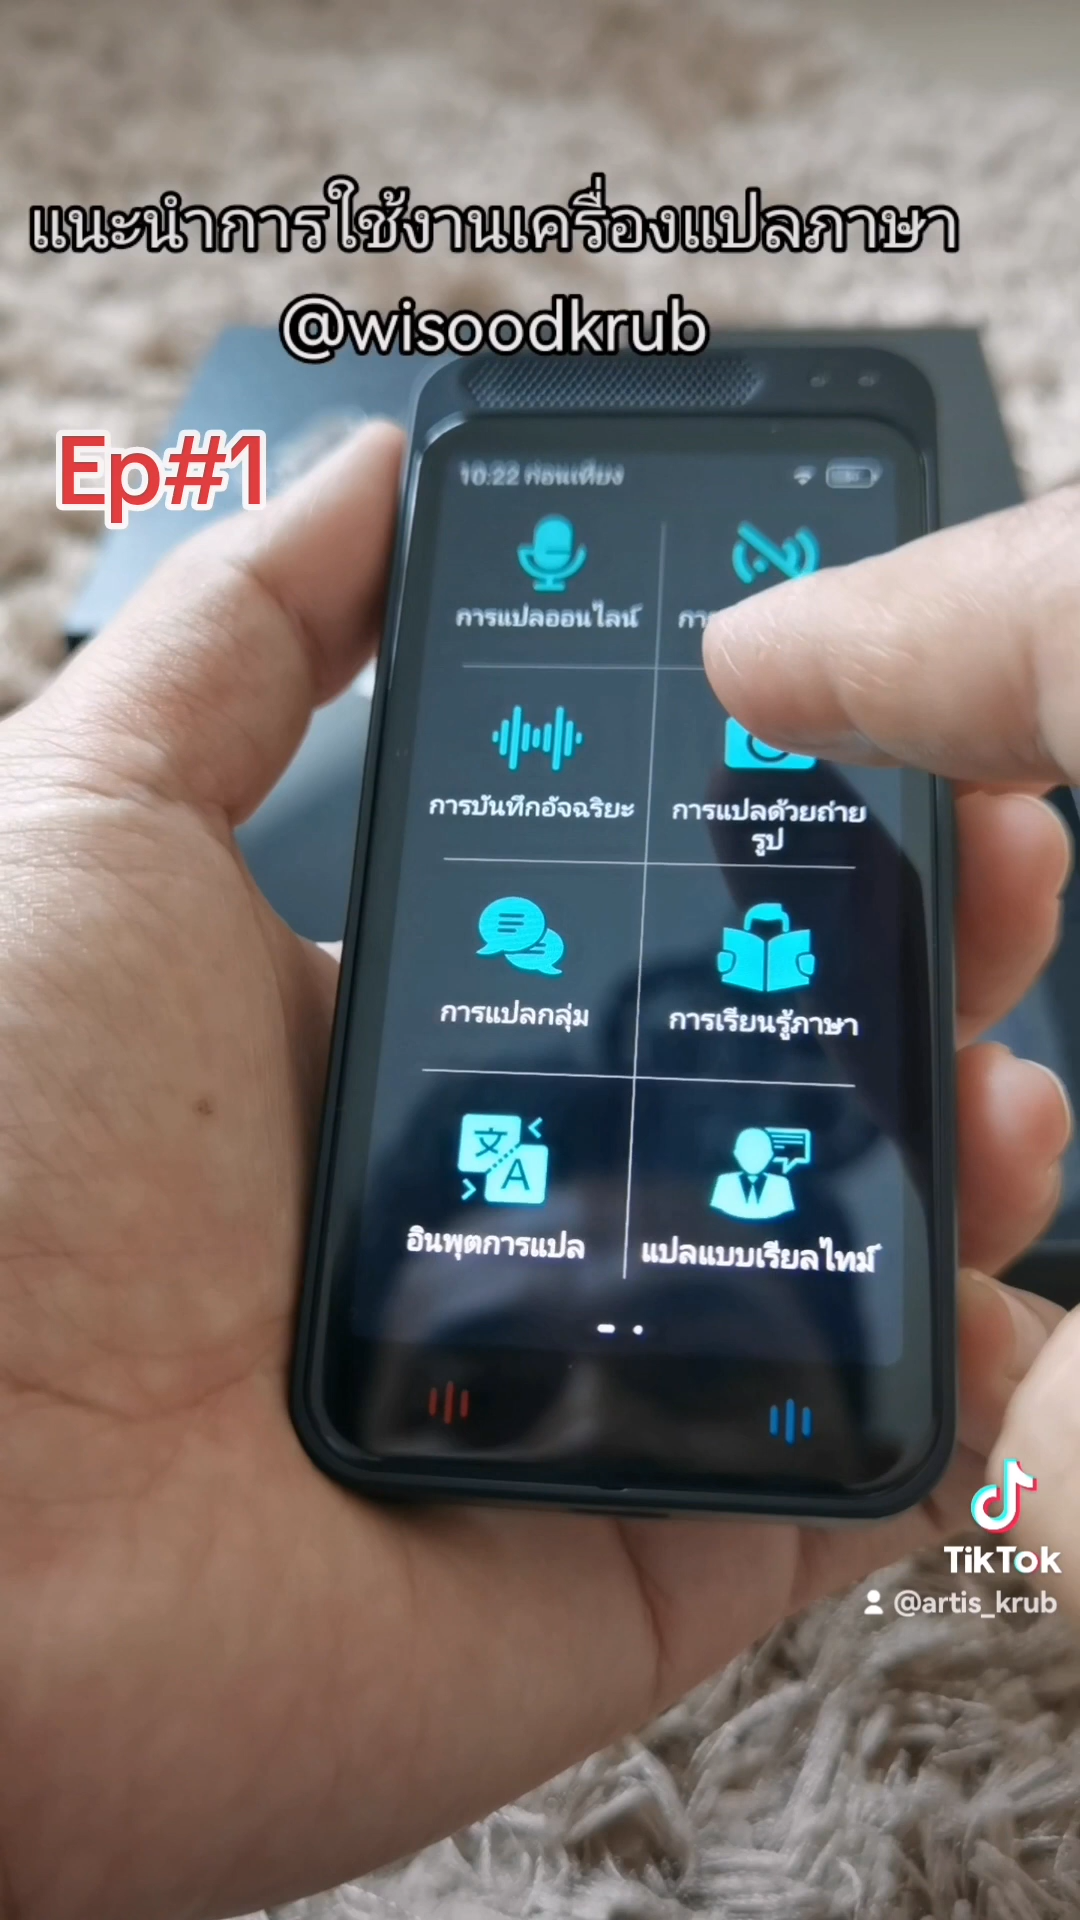 แนะนำการใช้งานเครื่องแปลภาษา
@wisoodkrub
Ep#1
10:22 ก่อนเที่ยง
การแปลออนไลน์
การบันทึกอัจฉริยะ
การแปลด้วยถ่าย
รูป
การแปลกลุ่ม
การเรียนรู้ภาษา
文
A
อินพุตการแปล
แปลแบบเรียลไทม์
TikTok
@artis_krub